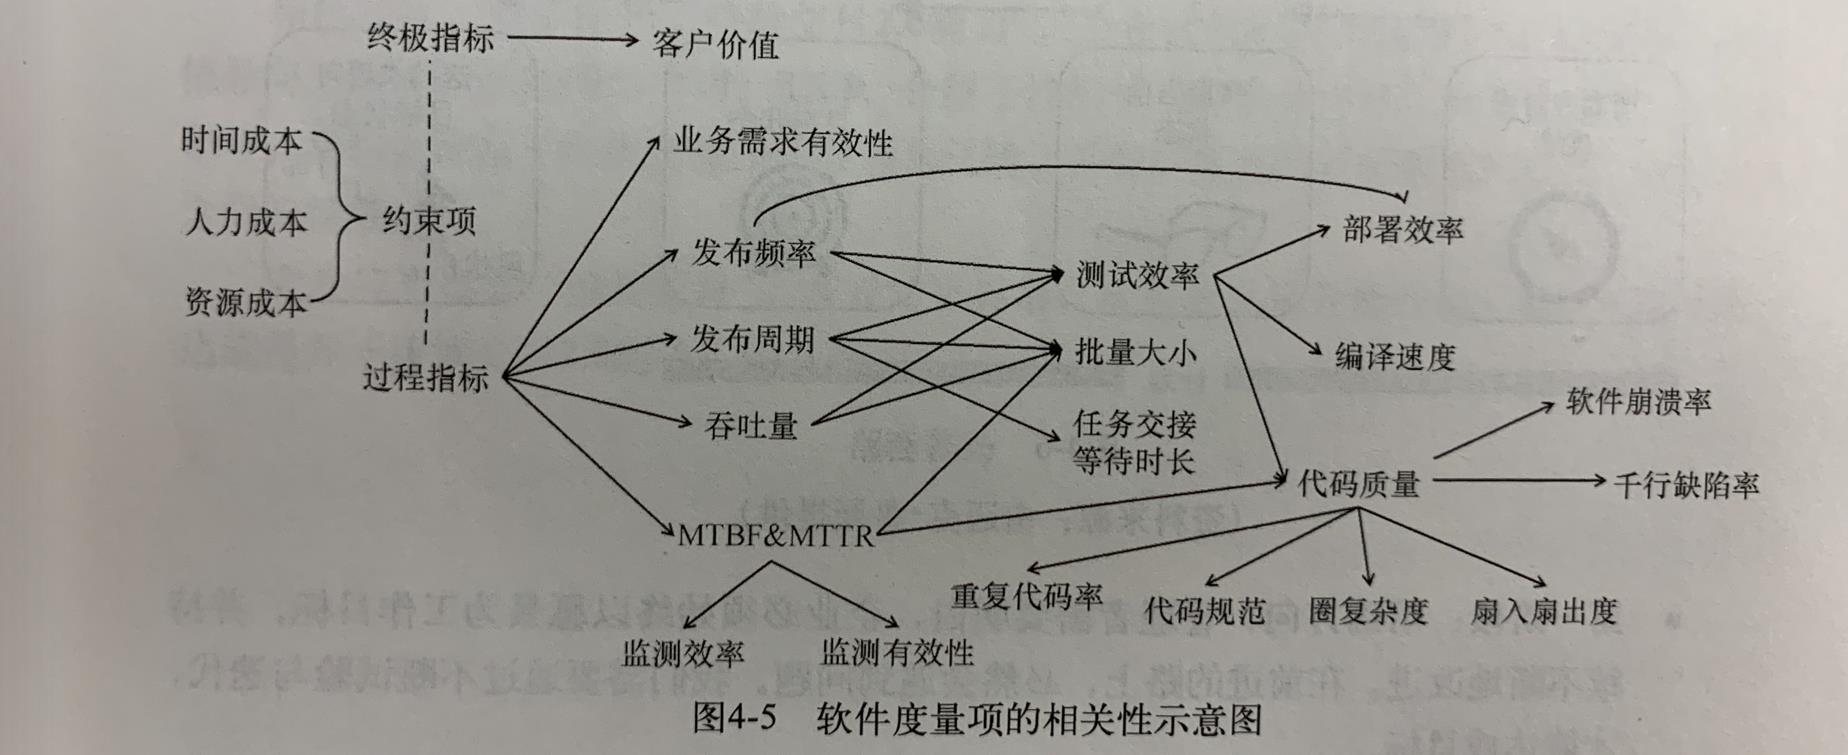 终极指标
客户价值
时间成本
业务需求有效性
人力成本
约束项
部署效率
发布频率
测试效率
资源成本
发布周期
批量大小
编译速度
过程指标
软件崩溃率
吞吐量
任务交接
等待时长
代码质量
千行缺陷率
MTBF&MTTR
重复代码率
代码规范
圈复杂度
扇入扇出度
监测效率
监测有效性
图4-5 软件度量项的相关性示意图